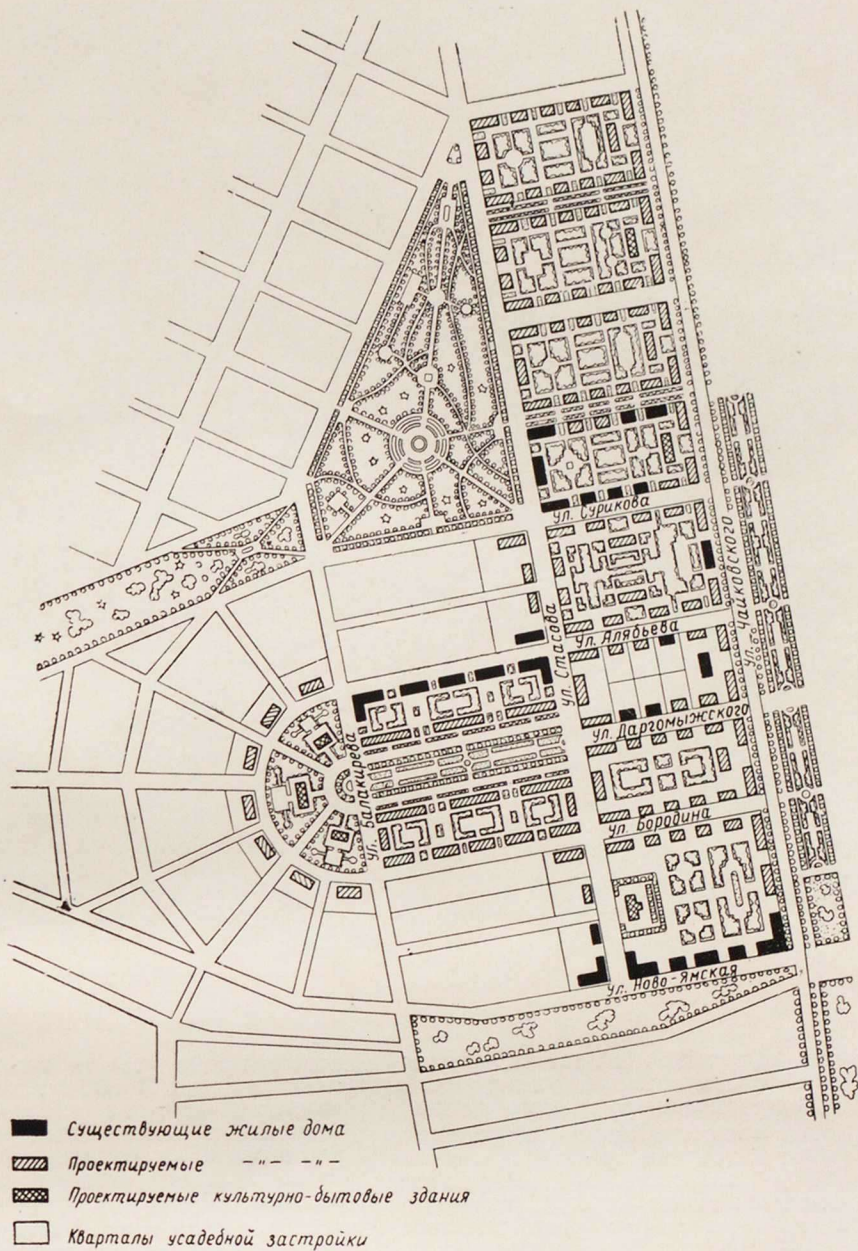 ул. Сурикова
ул. Чайковского
ул. Алябьева
ул. Стасова
ул. Даргомыжского
ул. Балакирева
ул. Бородина
ул. Ново-Ямская
Существующие жилые дома
Проектируемые -"- -"-
Проектируемые культурно-бытовые здания
Кварталы усадебной застройки